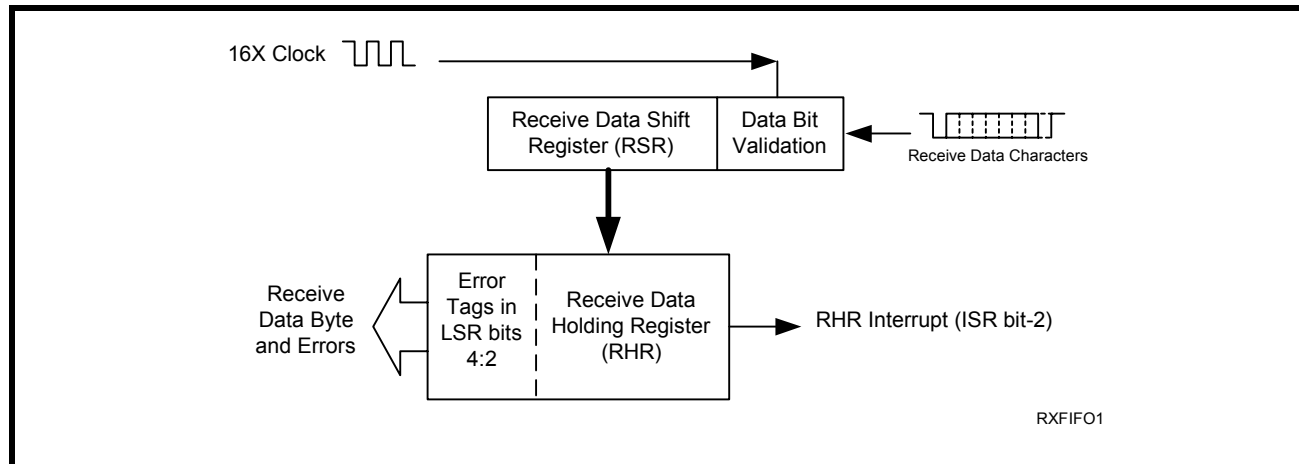 16X Clock
Receive Data Shift
Register (RSR)
Data Bit
Validation
Receive Data Characters
Receive
Data Byte
and Errors
Error
Tags in
LSR bits
4:2
Receive Data
Holding Register
(RHR)
RHR Interrupt (ISR bit-2)
RXFIFO1